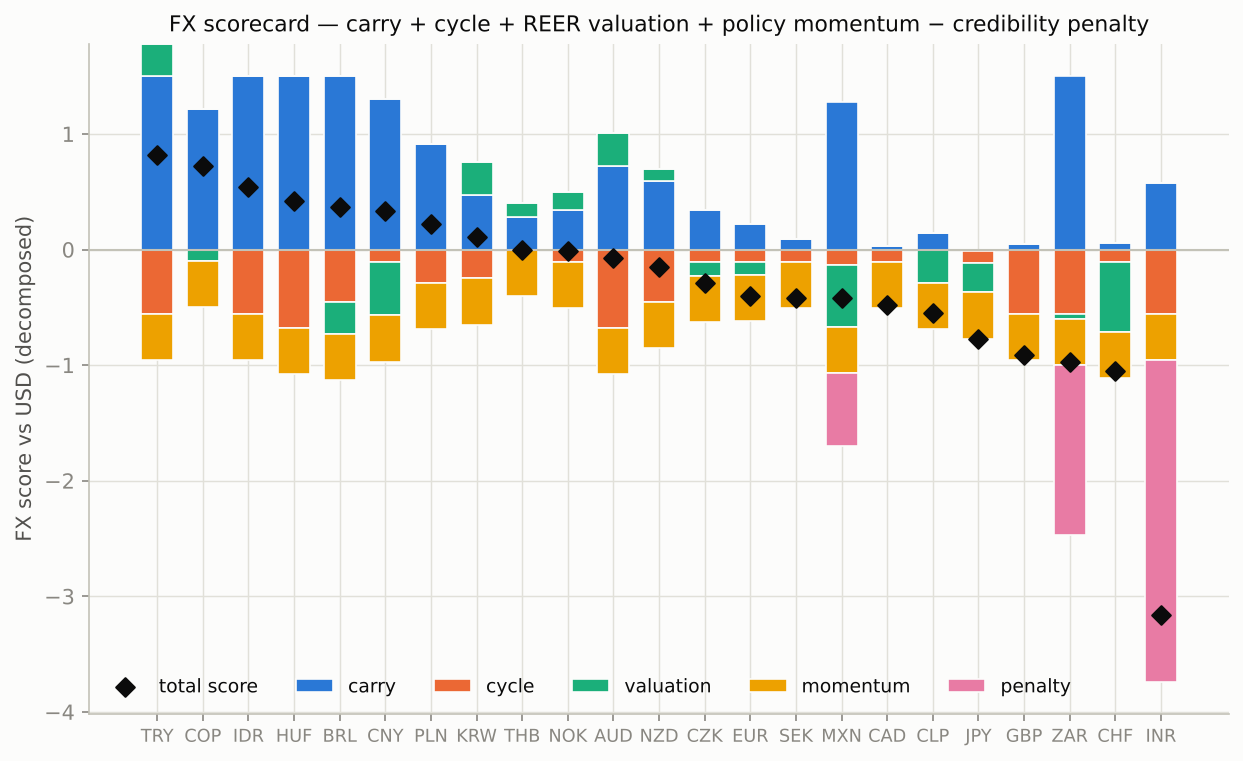 FX scorecard — carry + cycle + REER valuation + policy momentum − credibility penalty
FX score vs USD (decomposed)
1
0
−1
−2
−3
−4
total score carry cycle valuation momentum penalty
TRY COP IDR HUF BRL CNY PLN KRW THB NOK AUD NZD CZK EUR SEK MXN CAD CLP JPY GBP ZAR CHF INR